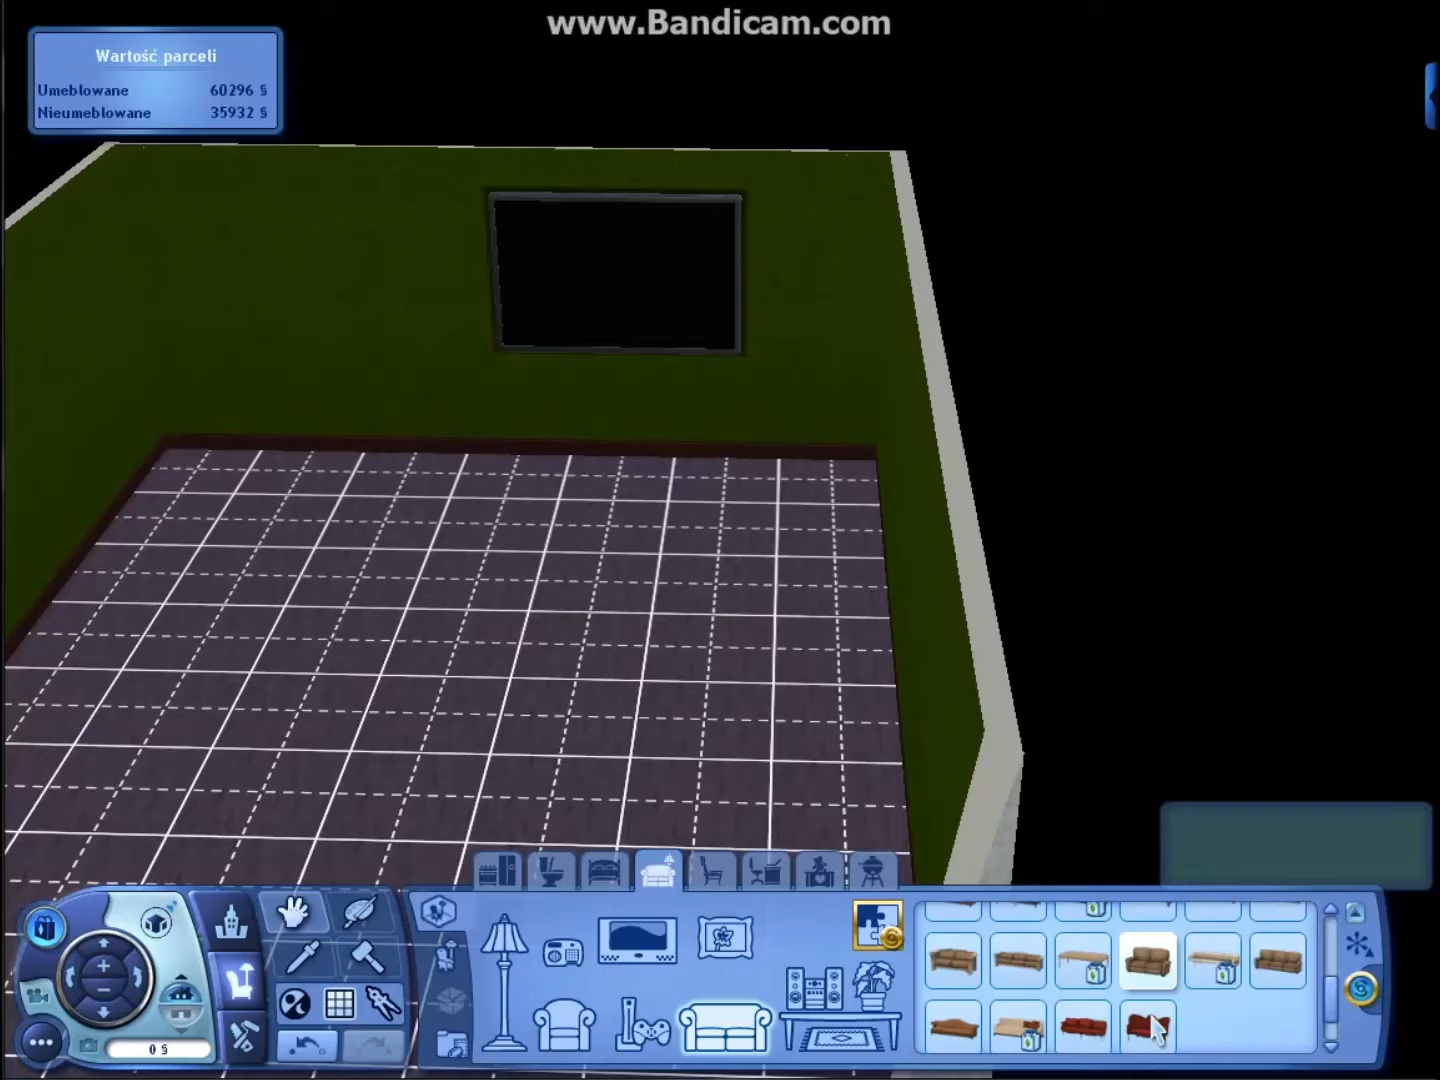 www.Bandicam.com
Wartość parceli
Umeblowane 60296 §
Nieumeblowane 35932 §
0 §